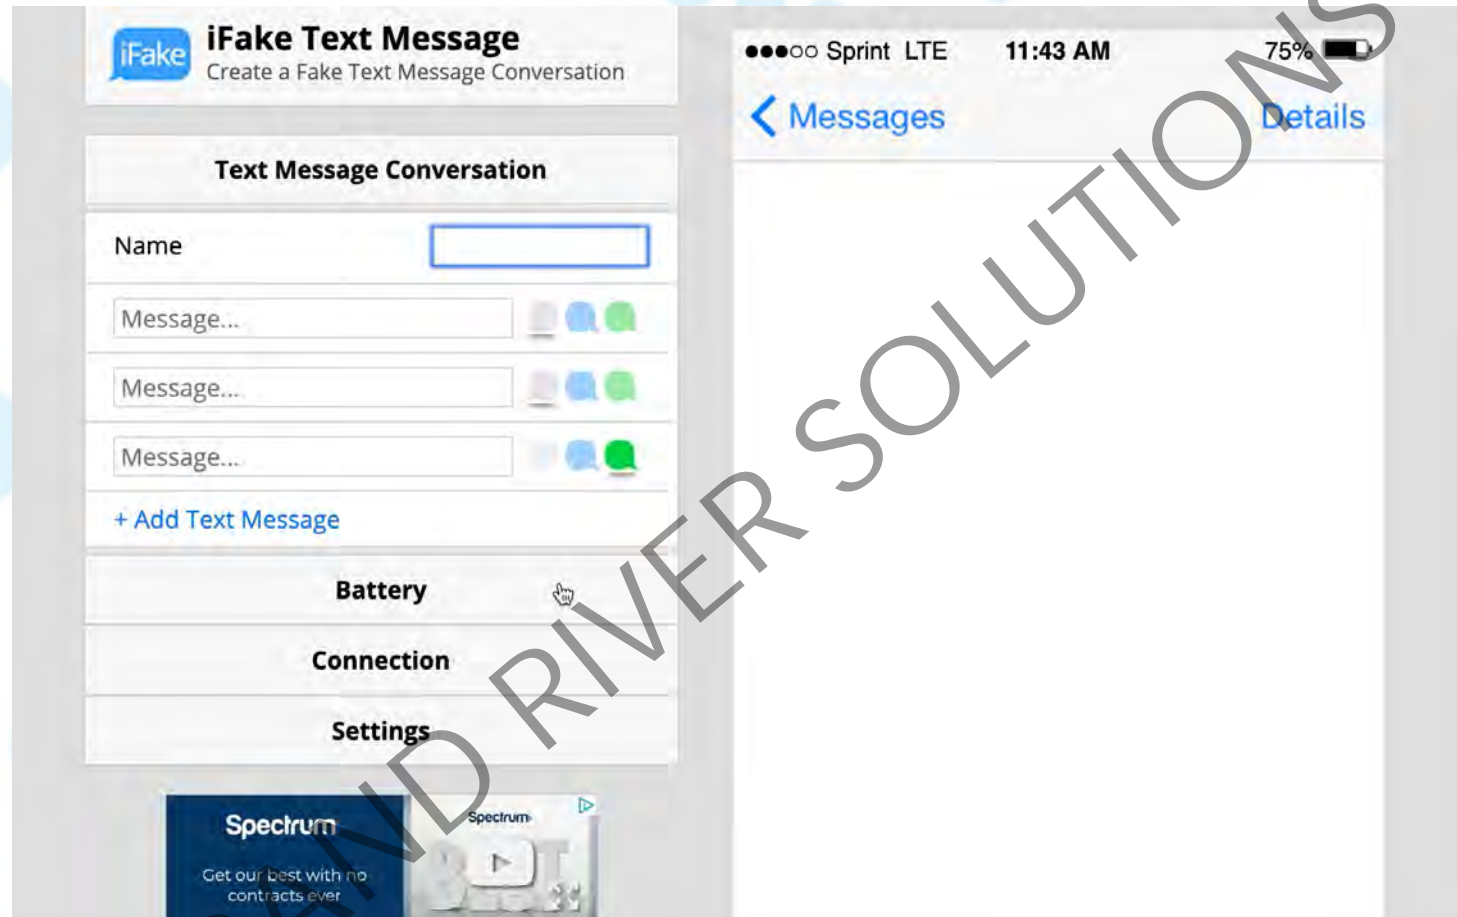 iFake
iFake Text Message
Create a Fake Text Message Conversation
Text Message Conversation
Name
Message...
Message...
Message...
+ Add Text Message
Battery
Connection
Settings
Spectrum
Get our best with no
contracts ever
Spectrum
Sprint LTE 11:43 AM 75%
Messages Details
SAND RIVER SOLUTIONS